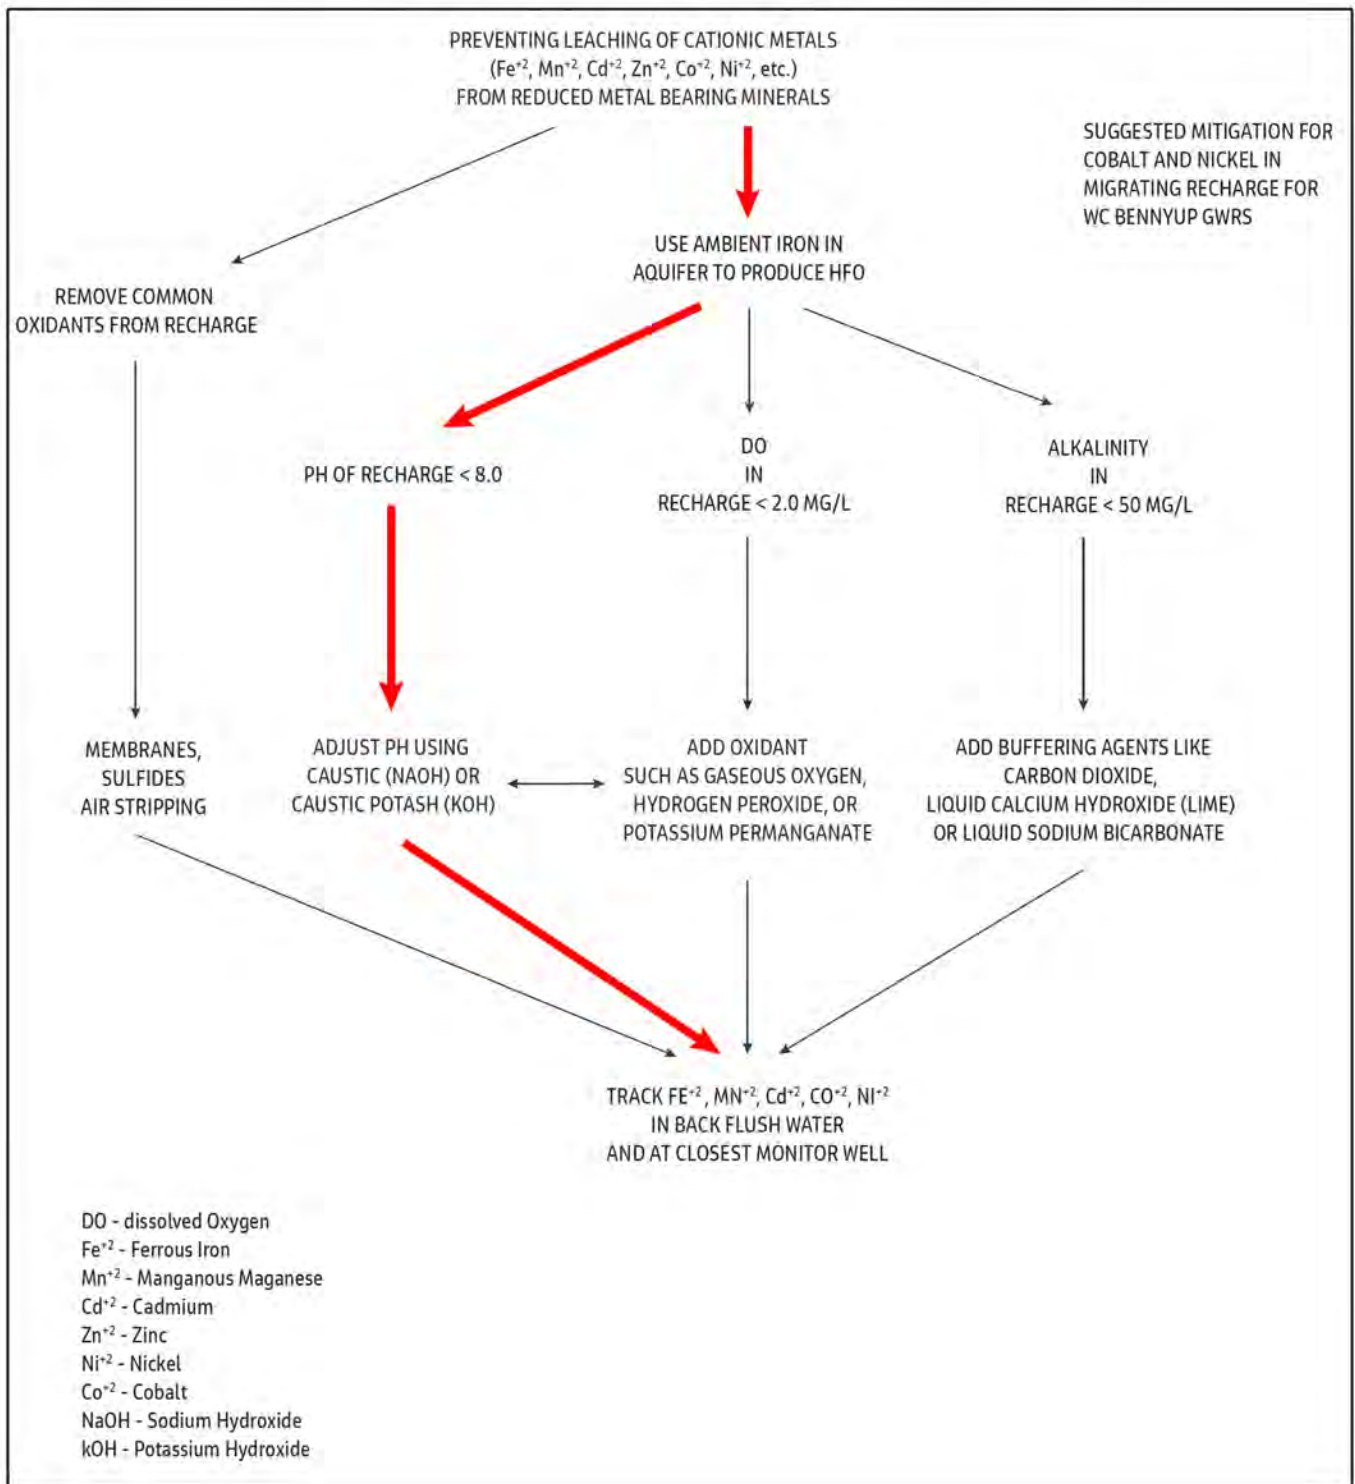 PREVENTING LEACHING OF CATIONIC METALS
(Fe⁺², Mn⁺², Cd⁺², Zn⁺², Co⁺², Ni⁺², etc.)
FROM REDUCED METAL BEARING MINERALS
SUGGESTED MITIGATION FOR
COBALT AND NICKEL IN
MIGRATING RECHARGE FOR
WC BENNYUP GWRS
USE AMBIENT IRON IN
AQUIFER TO PRODUCE HFO
REMOVE COMMON
OXIDANTS FROM RECHARGE
PH OF RECHARGE < 8.0
DO
IN
RECHARGE < 2.0 MG/L
ALKALINITY
IN
RECHARGE < 50 MG/L
MEMBRANES,
SULFIDES
AIR STRIPPING
ADJUST PH USING
CAUSTIC (NAOH) OR
CAUSTIC POTASH (KOH)
ADD OXIDANT
SUCH AS GASEOUS OXYGEN,
HYDROGEN PEROXIDE, OR
POTASSIUM PERMANGANATE
ADD BUFFERING AGENTS LIKE
CARBON DIOXIDE,
LIQUID CALCIUM HYDROXIDE (LIME)
OR LIQUID SODIUM BICARBONATE
TRACK FE⁺², MN⁺², Cd⁺², CO⁺², NI⁺²
IN BACK FLUSH WATER
AND AT CLOSEST MONITOR WELL
DO - dissolved Oxygen
Fe⁺² - Ferrous Iron
Mn⁺² - Manganous Maganese
Cd⁺² - Cadmium
Zn⁺² - Zinc
Ni⁺² - Nickel
Co⁺² - Cobalt
NaOH - Sodium Hydroxide
kOH - Potassium Hydroxide